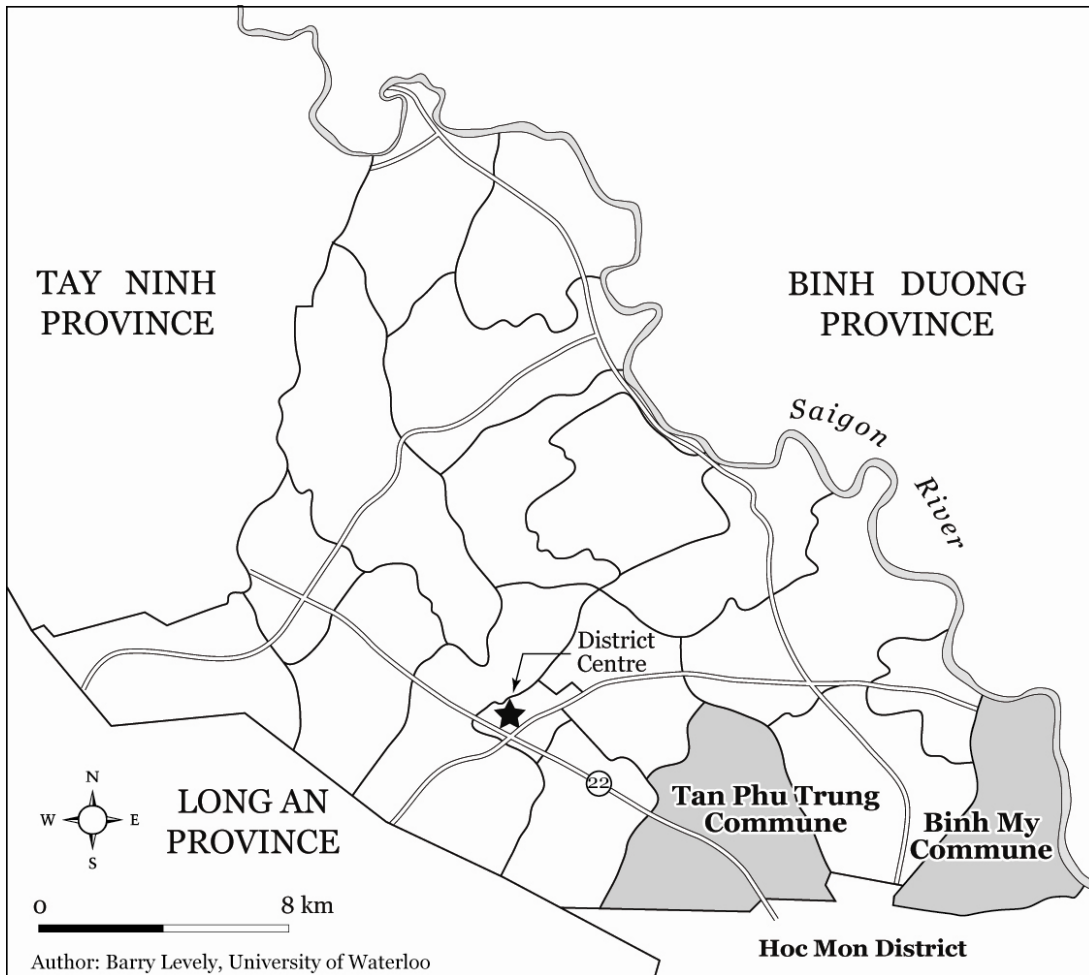 TAY NINH
PROVINCE
BINH DUONG
PROVINCE
Saigon
River
District
Centre
22
Tan Phu Trung
Commune
Binh My
Commune
N
W E
S
LONG AN
PROVINCE
0 8 km
Hoc Mon District
Author: Barry Levely, University of Waterloo